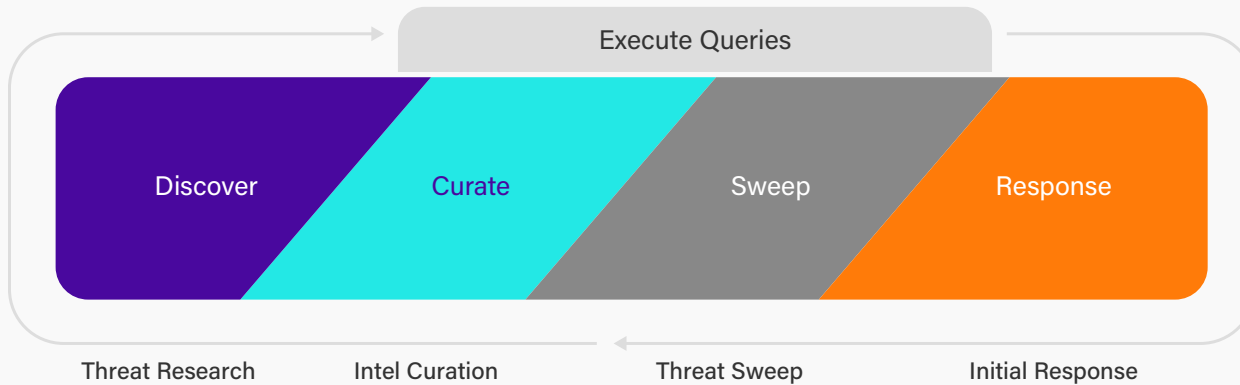 Execute Queries
Discover
Curate
Sweep
Response
Threat Research
Intel Curation
Threat Sweep
Initial Response